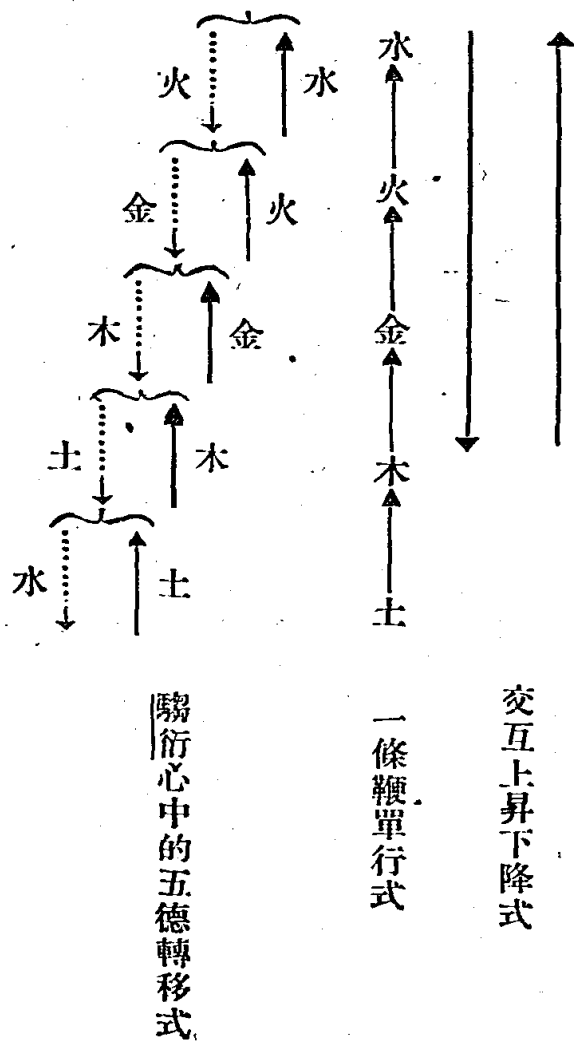 交互上昇下降式
水
火
金
木
土
一條鞭單行式
水
火
火
金
金
木
木
土
土
水
騶衍心中的五德轉移式